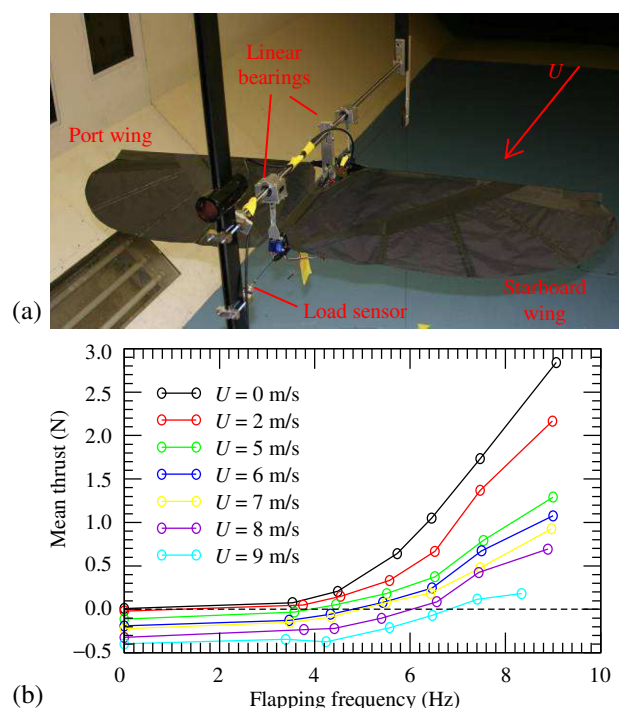 Linear
bearings
U
Port wing
Load sensor
Starboard
wing
(a)
3.0
2.5
2.0
1.5
1.0
0.5
0.0
−0.5
Mean thrust (N)
U = 0 m/s
U = 2 m/s
U = 5 m/s
U = 6 m/s
U = 7 m/s
U = 8 m/s
U = 9 m/s
0 2 4 6 8 10
Flapping frequency (Hz)
(b)